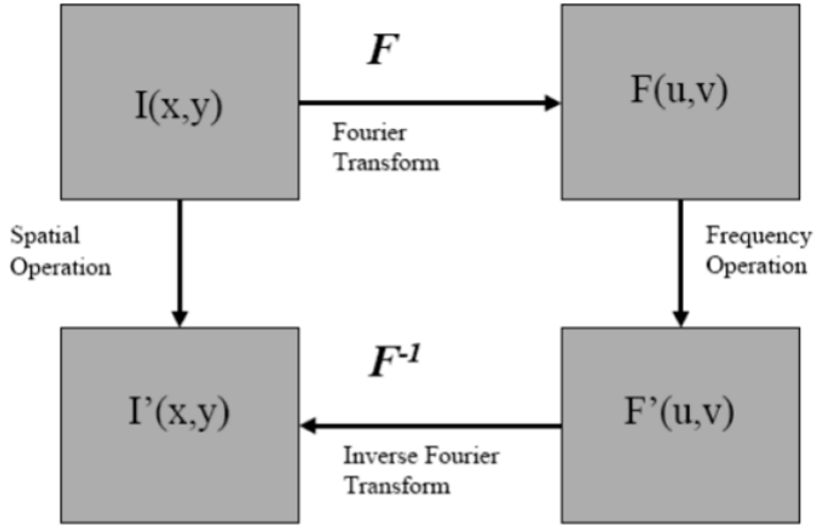 F
I(x,y)
F(u,v)
Fourier
Transform
Spatial
Operation
Frequency
Operation
F-1
I’(x,y)
F’(u,v)
Inverse Fourier
Transform